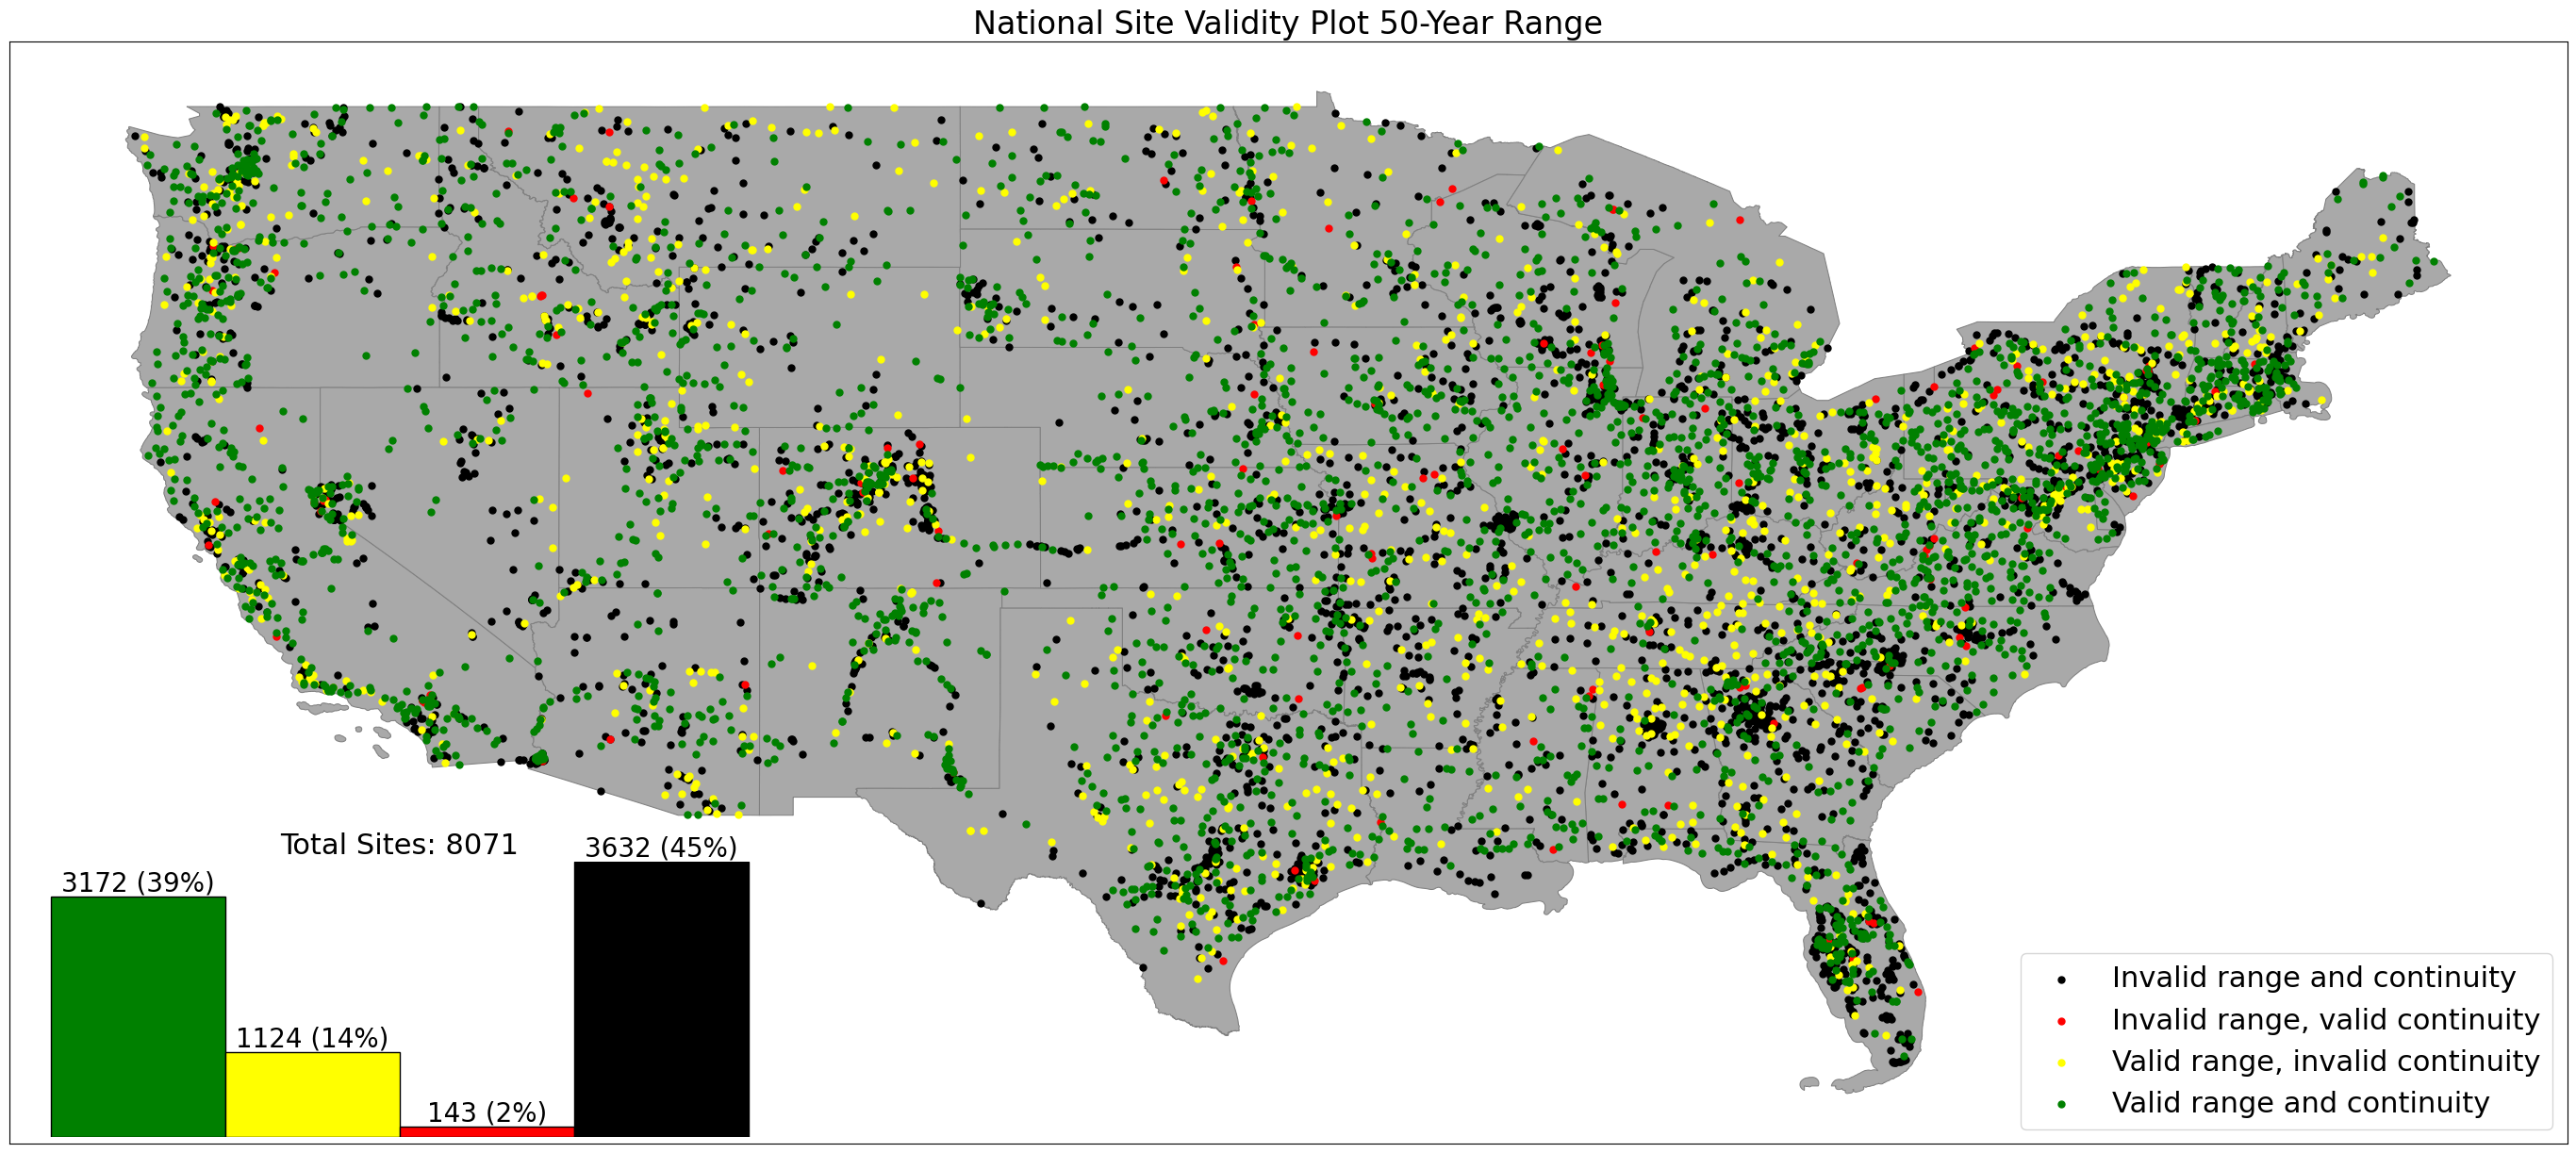 National Site Validity Plot 50-Year Range
Total Sites: 8071
3172 (39%)
1124 (14%)
143 (2%)
3632 (45%)
Invalid range and continuity
Invalid range, valid continuity
Valid range, invalid continuity
Valid range and continuity